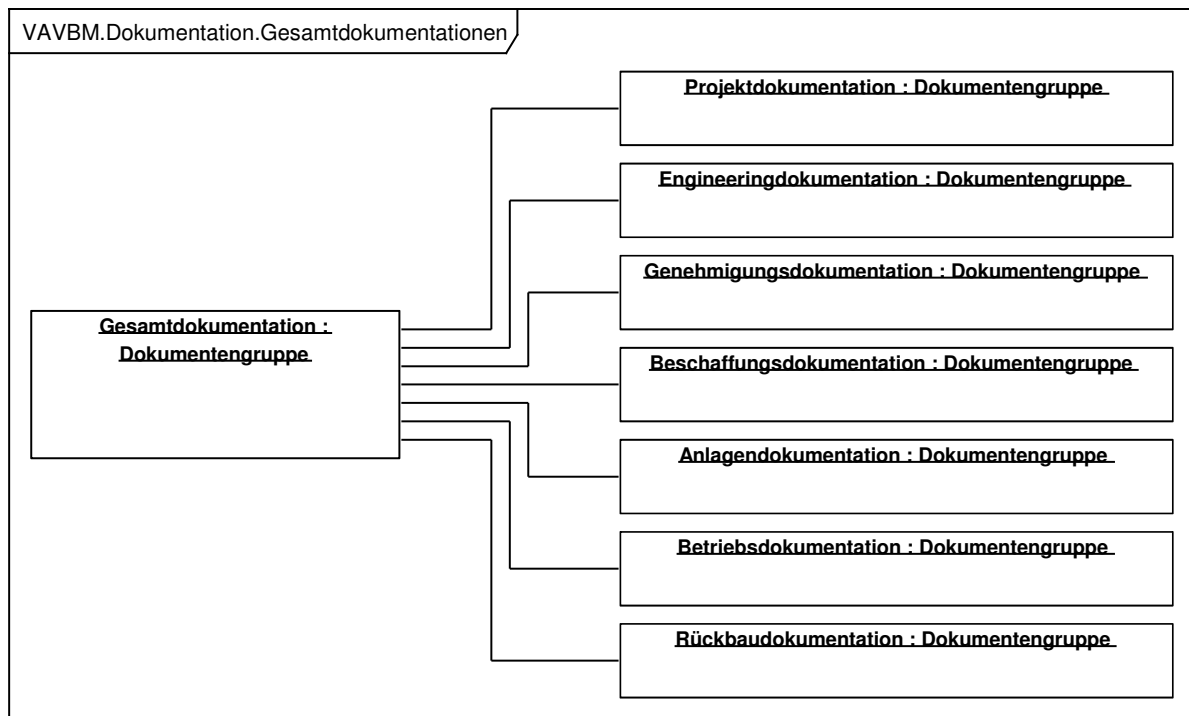 VAVBM.Dokumentation.Gesamtdokumentationen
Projektdokumentation : Dokumentengruppe
Engineeringdokumentation : Dokumentengruppe
Genehmigungsdokumentation : Dokumentengruppe
Gesamtdokumentation :
Dokumentengruppe
Beschaffungsdokumentation : Dokumentengruppe
Anlagendokumentation : Dokumentengruppe
Betriebsdokumentation : Dokumentengruppe
Rückbaudokumentation : Dokumentengruppe